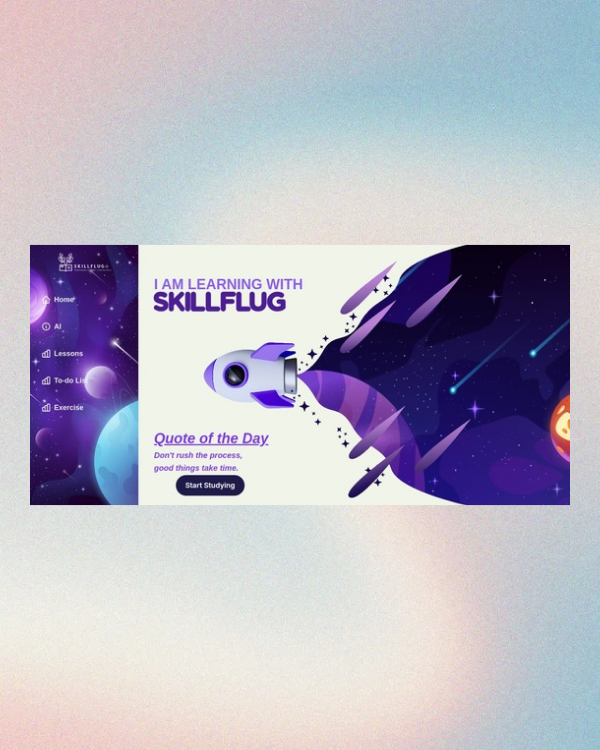 SKILLFLUG
Home
AI
Lessons
To-do List
Exercise
I AM LEARNING WITH
SKILLFLUG
Quote of the Day
Don't rush the process,
good things take time.
Start Studying